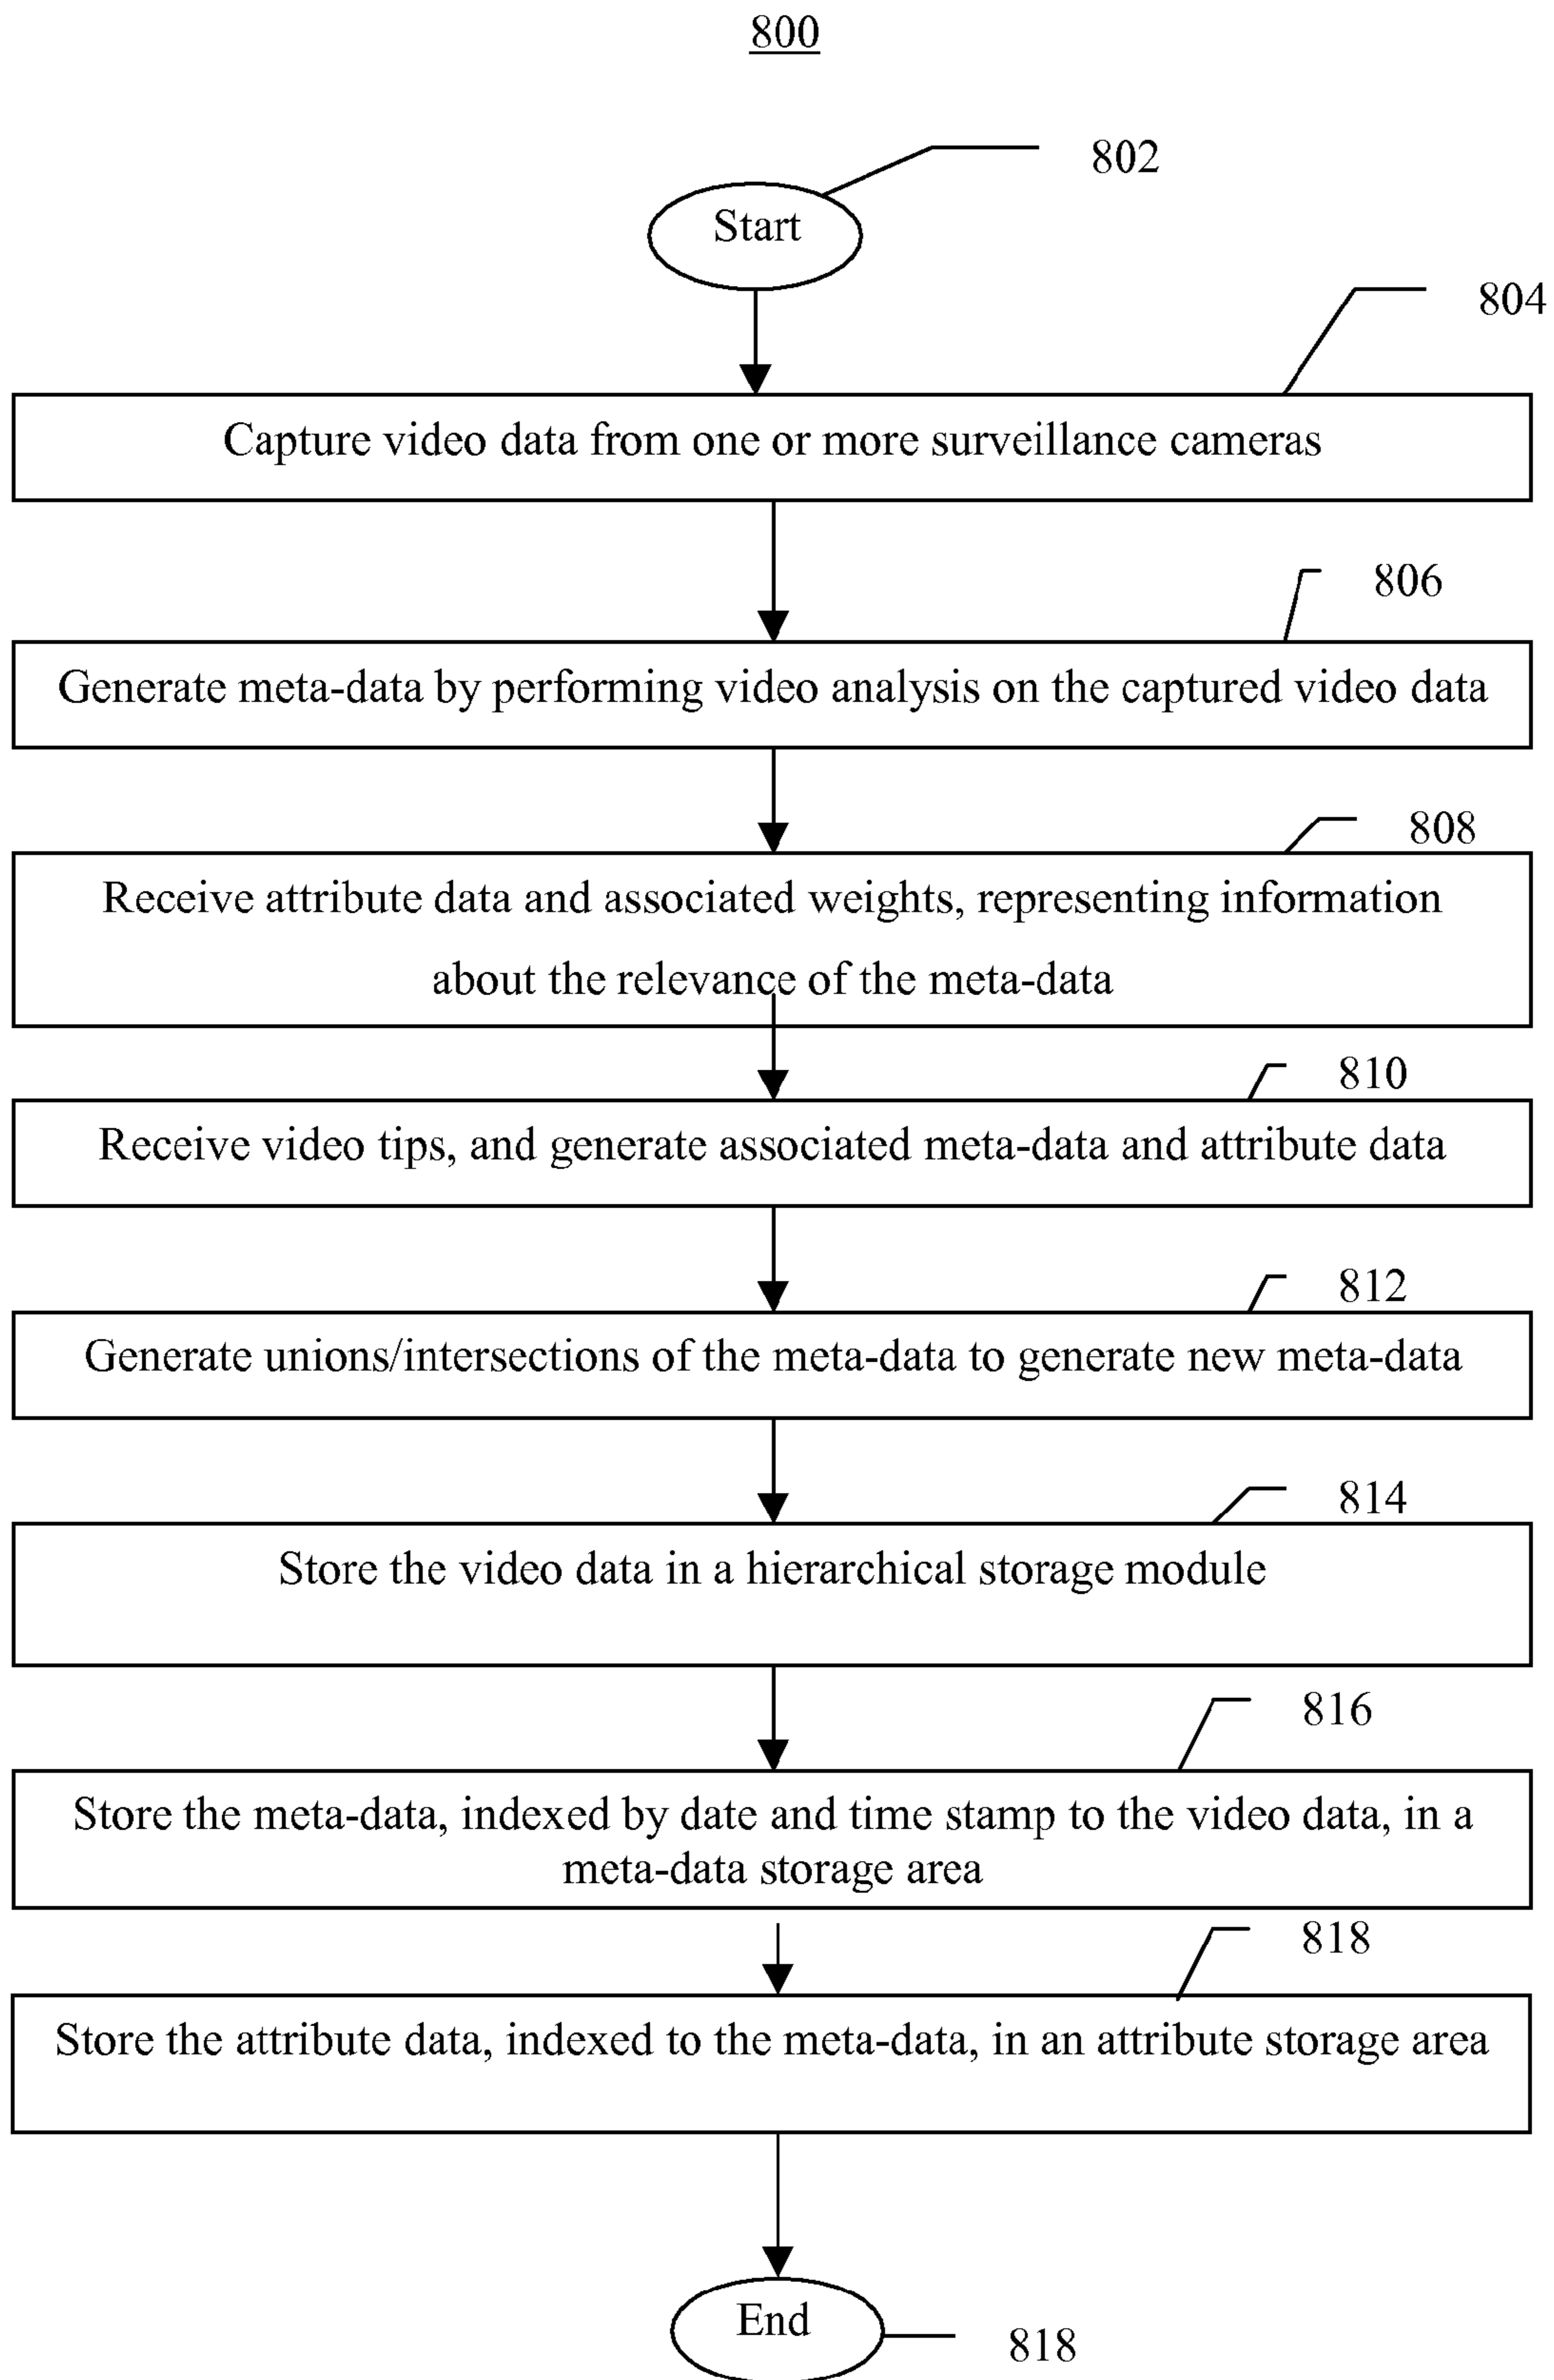 800
802
Start
804
Capture video data from one or more surveillance cameras
806
Generate meta-data by performing video analysis on the captured video data
808
Receive attribute data and associated weights, representing information
about the relevance of the meta-data
810
Receive video tips, and generate associated meta-data and attribute data
812
Generate unions/intersections of the meta-data to generate new meta-data
814
Store the video data in a hierarchical storage module
816
Store the meta-data, indexed by date and time stamp to the video data, in a
meta-data storage area
818
Store the attribute data, indexed to the meta-data, in an attribute storage area
End
818